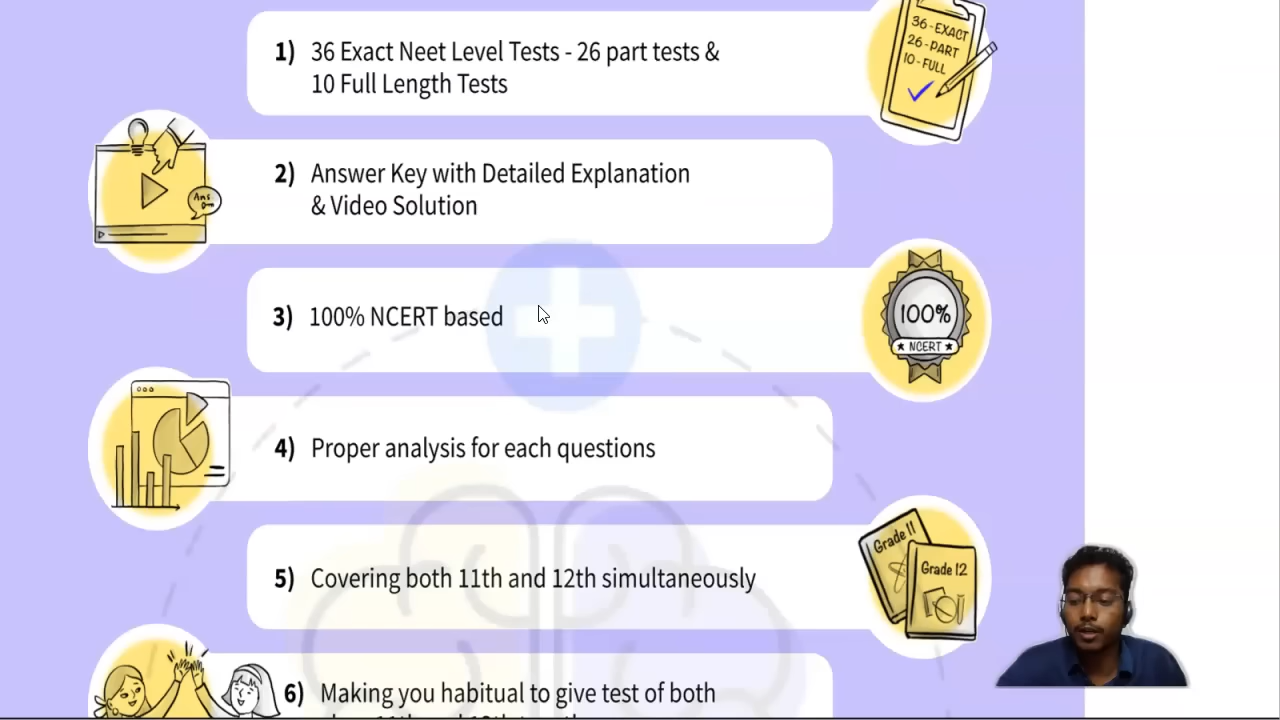 1) 36 Exact Neet Level Tests - 26 part tests &
10 Full Length Tests
36-EXACT
26-PART
10-FULL
2) Answer Key with Detailed Explanation
& Video Solution
Ans
3) 100% NCERT based
100%
★ NCERT ★
4) Proper analysis for each questions
5) Covering both 11th and 12th simultaneously
Grade 11
Grade 12
6) Making you habitual to give test of both